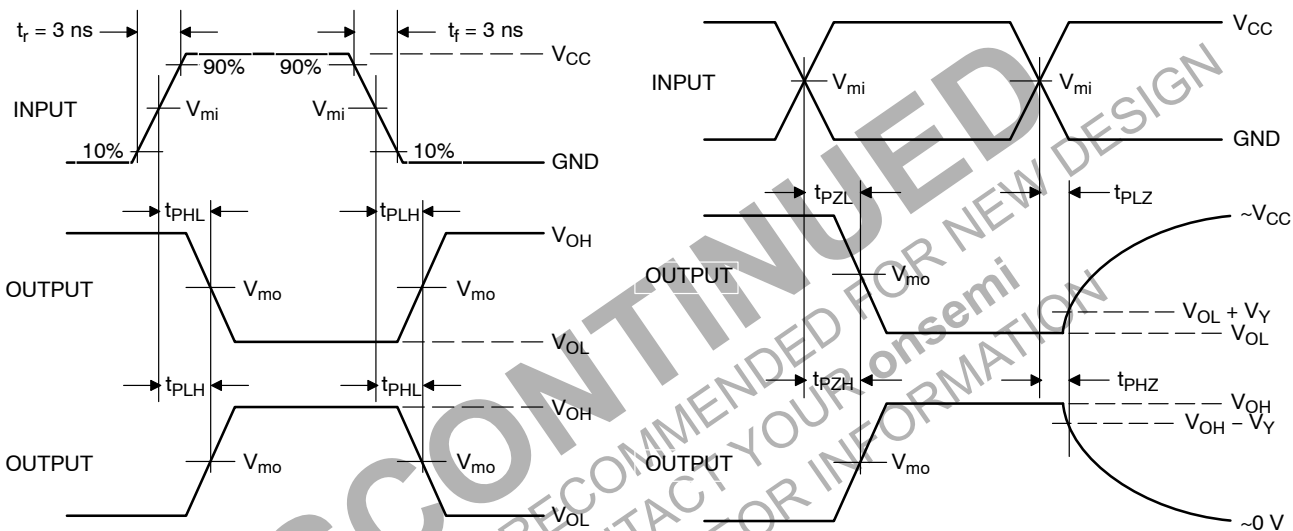 t_r = 3 ns
t_f = 3 ns
V_CC
90%
90%
INPUT
V_mi
V_mi
10%
10%
GND
t_PHL
t_PLH
V_OH
OUTPUT
V_mo
V_mo
V_OL
t_PLH
t_PHL
V_OH
OUTPUT
V_mo
V_mo
V_OL
V_CC
INPUT
V_mi
V_mi
GND
t_PZL
t_PLZ
~V_CC
OUTPUT
V_mo
V_OL + V_Y
V_OL
t_PZH
t_PHZ
V_OH
V_OH – V_Y
OUTPUT
V_mo
~0 V
SCONTINUED
RECOMMENDED FOR NEW DESIGN
CONTACT YOUR onsemi
FOR INFORMATION